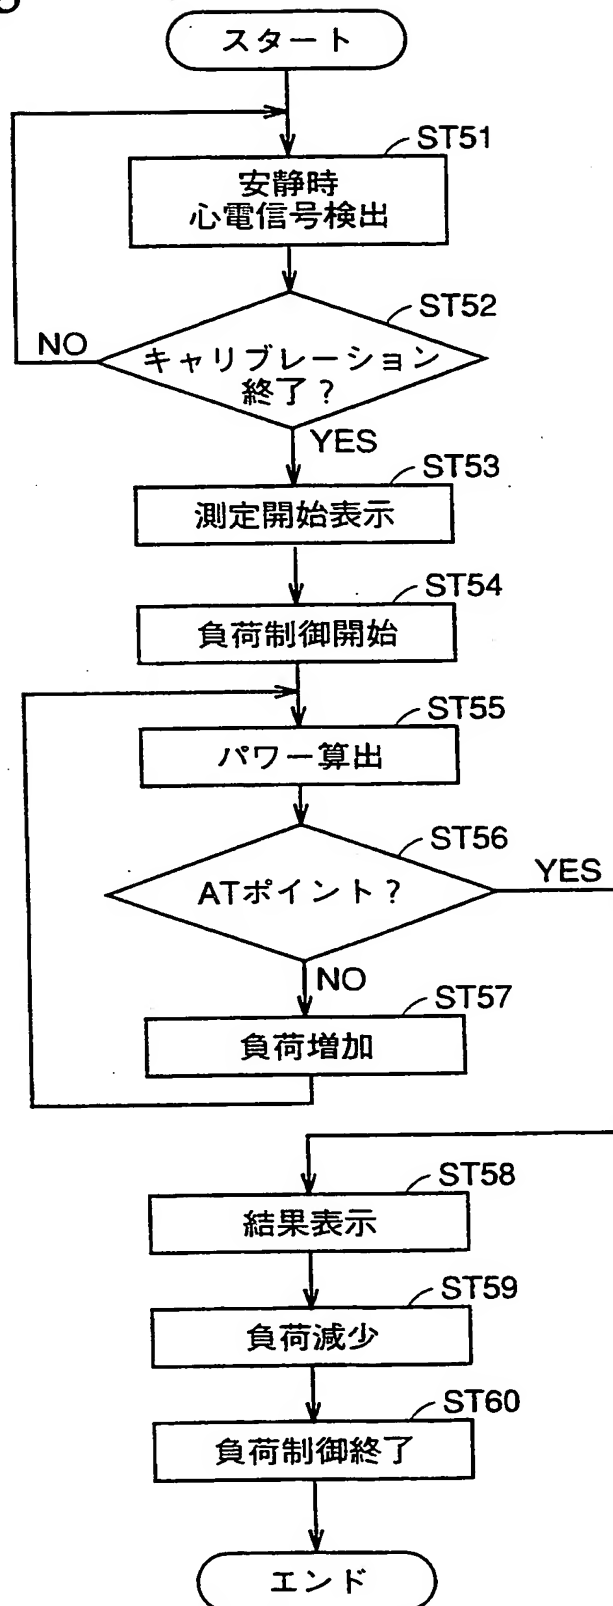 スタート
ST51
安静時
心電信号検出
ST52
NO
キャリブレーション
終了?
YES
ST53
測定開始表示
ST54
負荷制御開始
ST55
パワー算出
ST56
YES
ATポイント?
NO
ST57
負荷増加
ST58
結果表示
ST59
負荷減少
ST60
負荷制御終了
エンド